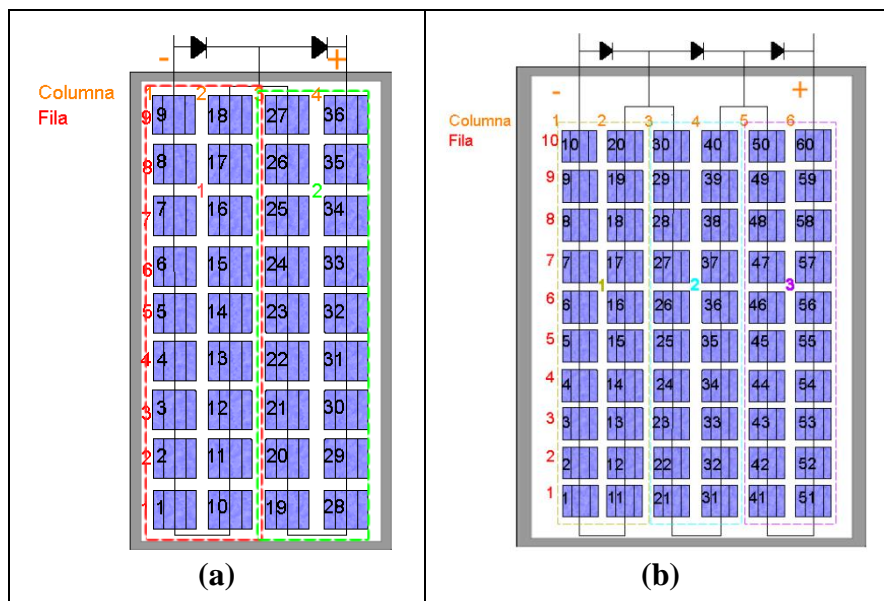 - +
Columna 1 2 3 4
Fila
9 9 18 27 36
8 8 17 26 35
1 2
7 7 16 25 34
6 6 15 24 33
5 5 14 23 32
4 4 13 22 31
3 3 12 21 30
2 2 11 20 29
1 1 10 19 28
(a)
- +
Columna 1 2 3 4 5 6
Fila
10 10 20 30 40 50 60
9 9 19 29 39 49 59
8 8 18 28 38 48 58
7 7 17 27 37 47 57
1 2 3
6 6 16 26 36 46 56
5 5 15 25 35 45 55
4 4 14 24 34 44 54
3 3 13 23 33 43 53
2 2 12 22 32 42 52
1 1 11 21 31 41 51
(b)